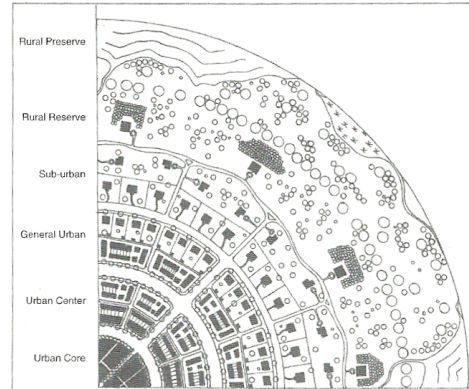 Rural Preserve
Rural Reserve
Sub-urban
General Urban
Urban Center
Urban Core